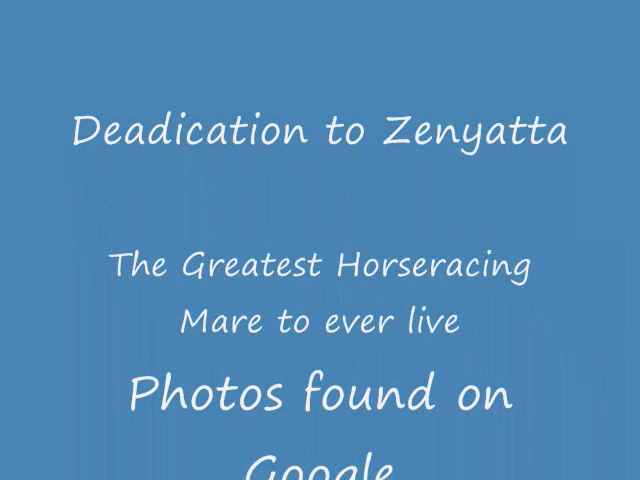 Deadication to Zenyatta
The Greatest Horseracing
Mare to ever live
Photos found on
Google